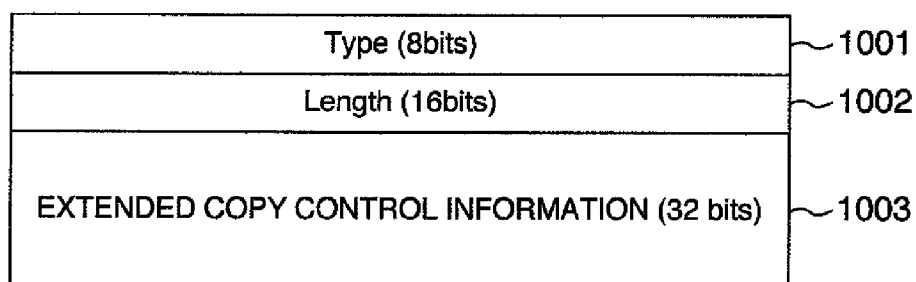 Type (8bits) 1001
Length (16bits) 1002
EXTENDED COPY CONTROL INFORMATION (32 bits) 1003